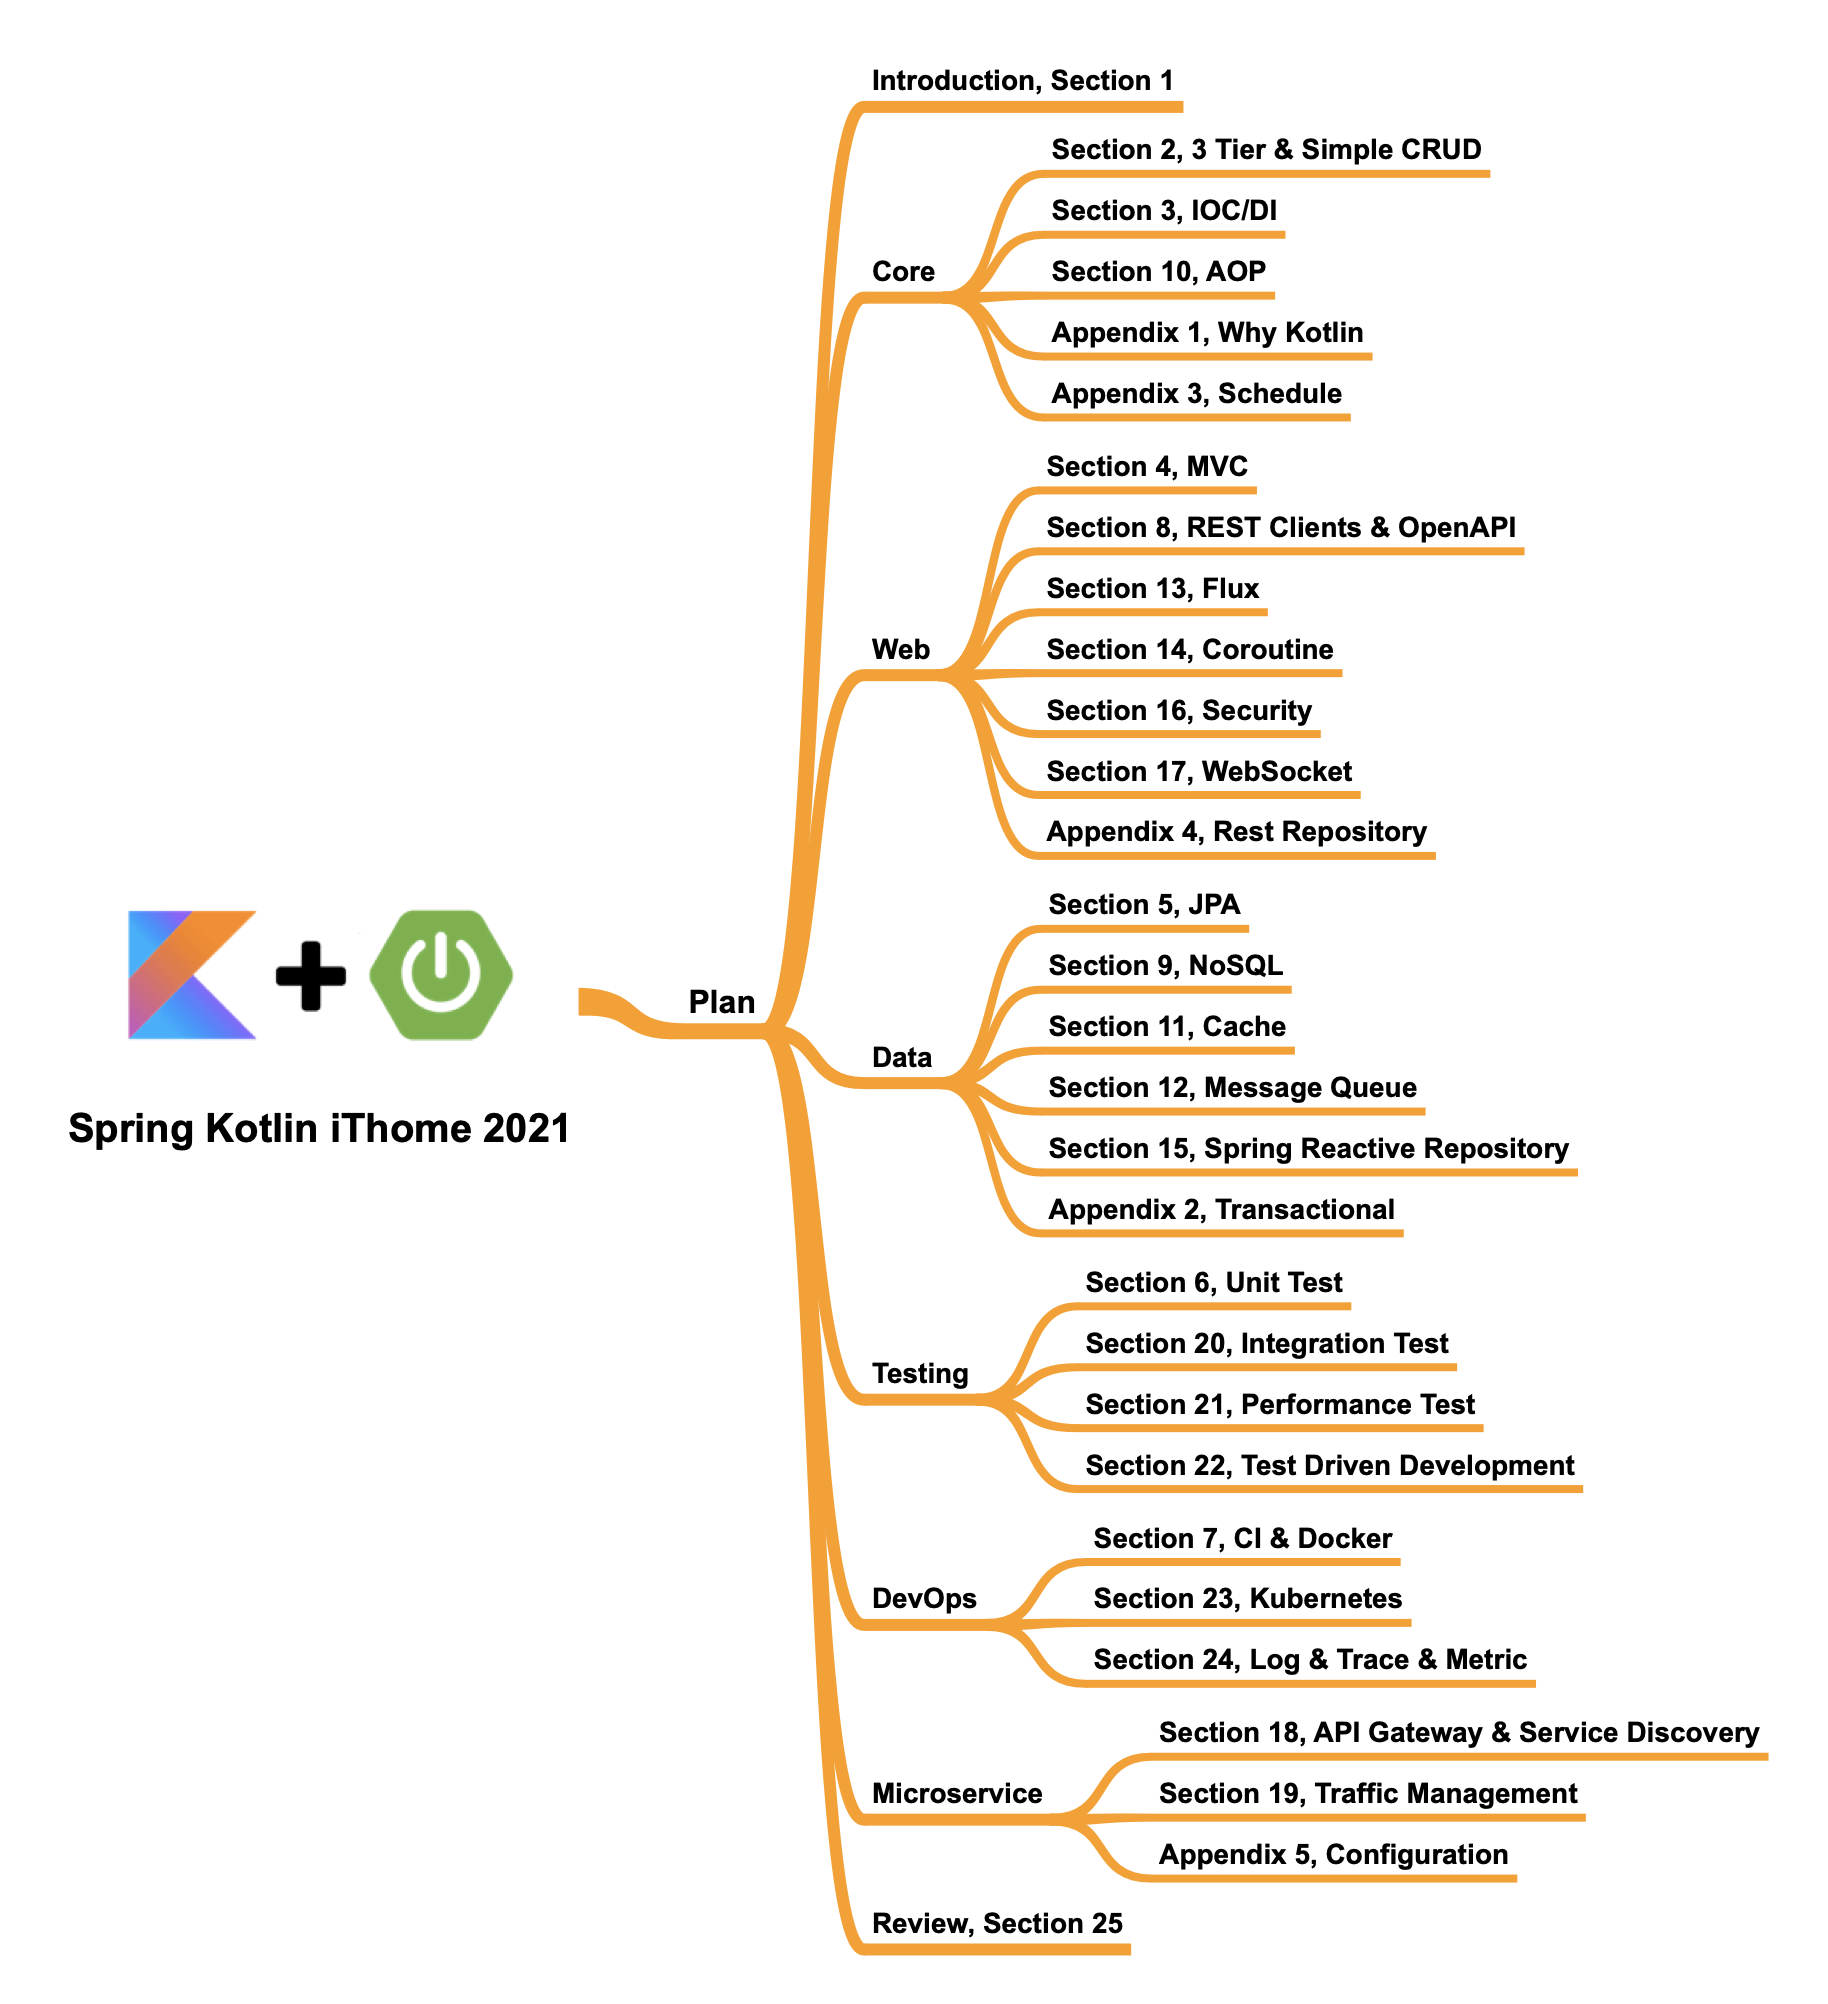 Spring Kotlin iThome 2021
Plan
Introduction, Section 1
Core
Section 2, 3 Tier & Simple CRUD
Section 3, IOC/DI
Section 10, AOP
Appendix 1, Why Kotlin
Appendix 3, Schedule
Web
Section 4, MVC
Section 8, REST Clients & OpenAPI
Section 13, Flux
Section 14, Coroutine
Section 16, Security
Section 17, WebSocket
Appendix 4, Rest Repository
Data
Section 5, JPA
Section 9, NoSQL
Section 11, Cache
Section 12, Message Queue
Section 15, Spring Reactive Repository
Appendix 2, Transactional
Testing
Section 6, Unit Test
Section 20, Integration Test
Section 21, Performance Test
Section 22, Test Driven Development
DevOps
Section 7, CI & Docker
Section 23, Kubernetes
Section 24, Log & Trace & Metric
Microservice
Section 18, API Gateway & Service Discovery
Section 19, Traffic Management
Appendix 5, Configuration
Review, Section 25